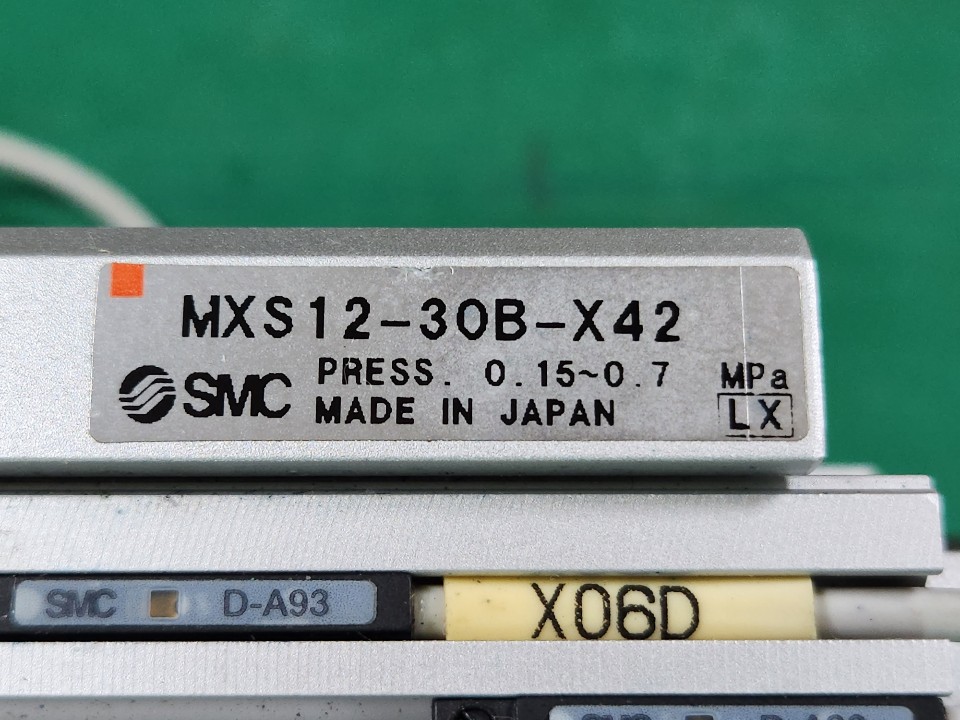 MXS12-30B-X42
SMC PRESS. 0.15~0.7 MPa
MADE IN JAPAN LX
SMC D-A93 X06D